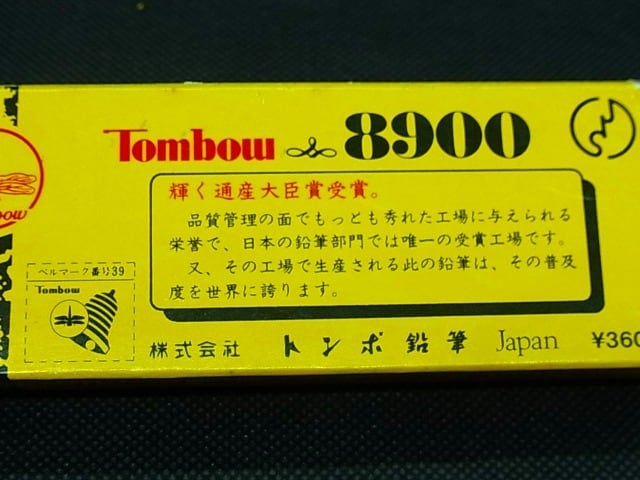 Tombow 8900
輝く通産大臣賞受賞。
品質管理の面でもっとも秀れた工場に与えられる
栄誉で、日本の鉛筆部門では唯一の受賞工場です。
又、その工場で生産される此の鉛筆は、その普及
度を世界に誇ります。
ベルマーク番号39
Tombow
株式会社 トンボ鉛筆 Japan ¥360